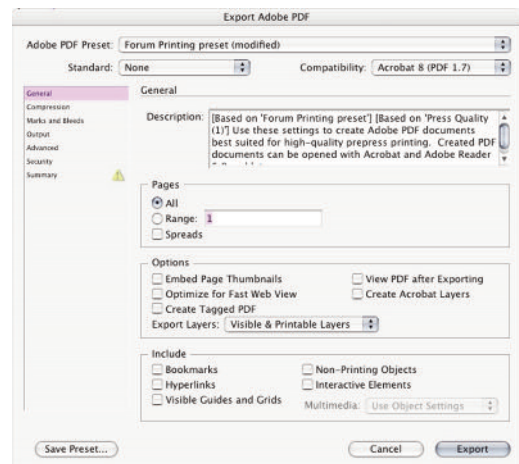 Export Adobe PDF
Adobe PDF Preset: Forum Printing preset (modified)
Standard: None Compatibility: Acrobat 8 (PDF 1.7)
General
Compression
Marks and Bleeds
Output
Advanced
Security
Summary
General
Description: [Based on 'Forum Printing preset'] [Based on 'Press Quality
(1)'] Use these settings to create Adobe PDF documents
best suited for high-quality prepress printing. Created PDF
documents can be opened with Acrobat and Adobe Reader
Pages
All
Range: 1
Spreads
Options
Embed Page Thumbnails View PDF after Exporting
Optimize for Fast Web View Create Acrobat Layers
Create Tagged PDF
Export Layers: Visible & Printable Layers
Include
Bookmarks Non-Printing Objects
Hyperlinks Interactive Elements
Visible Guides and Grids Multimedia: Use Object Settings
Save Preset... Cancel Export